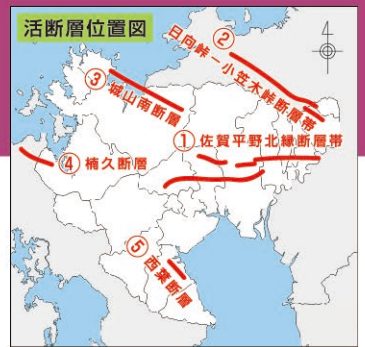 活断層位置図
②
日向峠－小笠木峠断層帯
③
城山南断層
①
佐賀平野北縁断層帯
④楠久断層
⑤
西葉断層